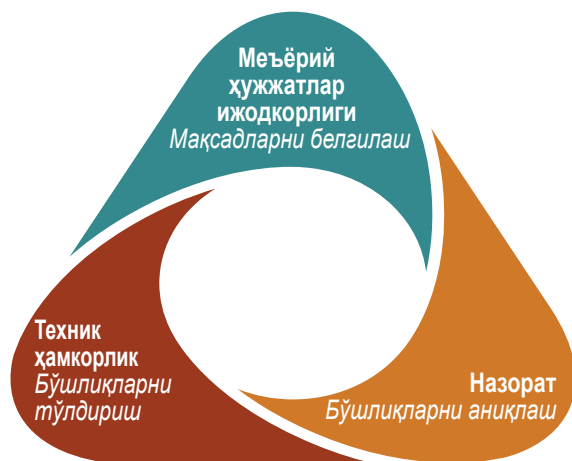 Меъёрий
ҳужжатлар
ижодкорлиги
Мақсадларни белгилаш
Техник
ҳамкорлик
Бўшлиқларни
тўлдириш
Назорат
Бўшлиқларни аниқлаш